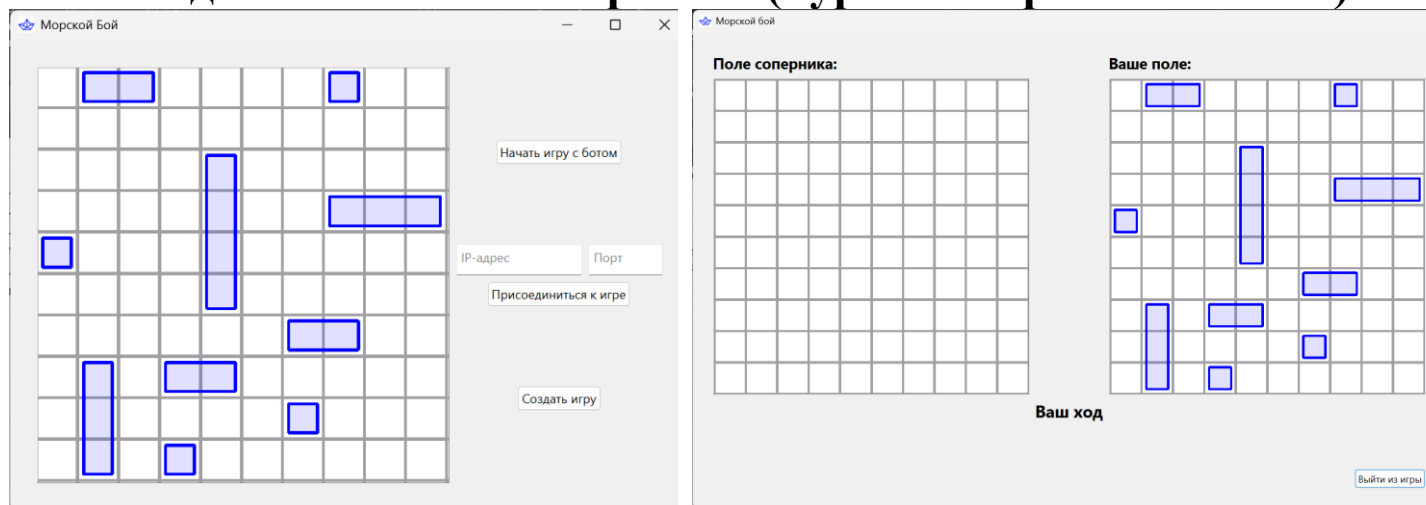 Морской Бой
Начать игру с ботом
IP-адрес
Порт
Присоединиться к игре
Создать игру
Морской бой
Поле соперника:
Ваше поле:
Ваш ход
Выйти из игры